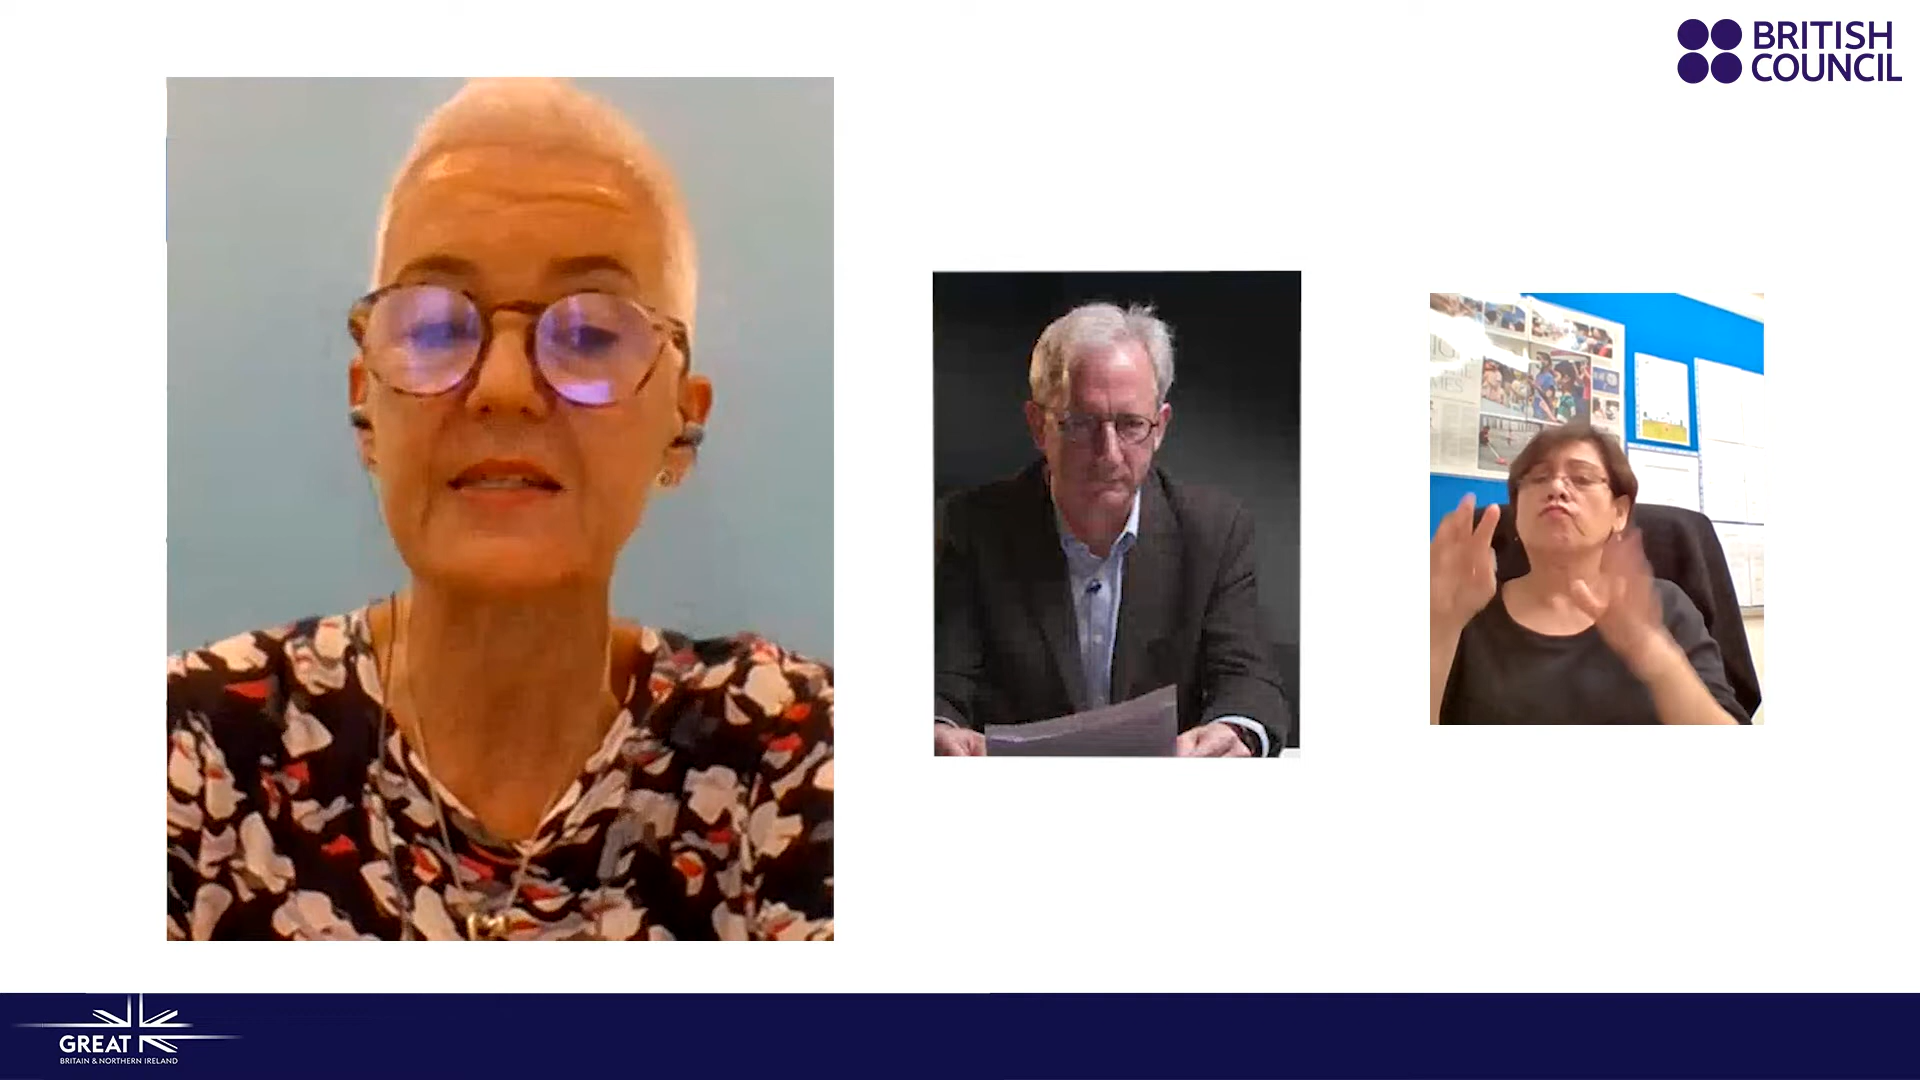 BRITISH
COUNCIL
GREAT
BRITAIN & NORTHERN IRELAND